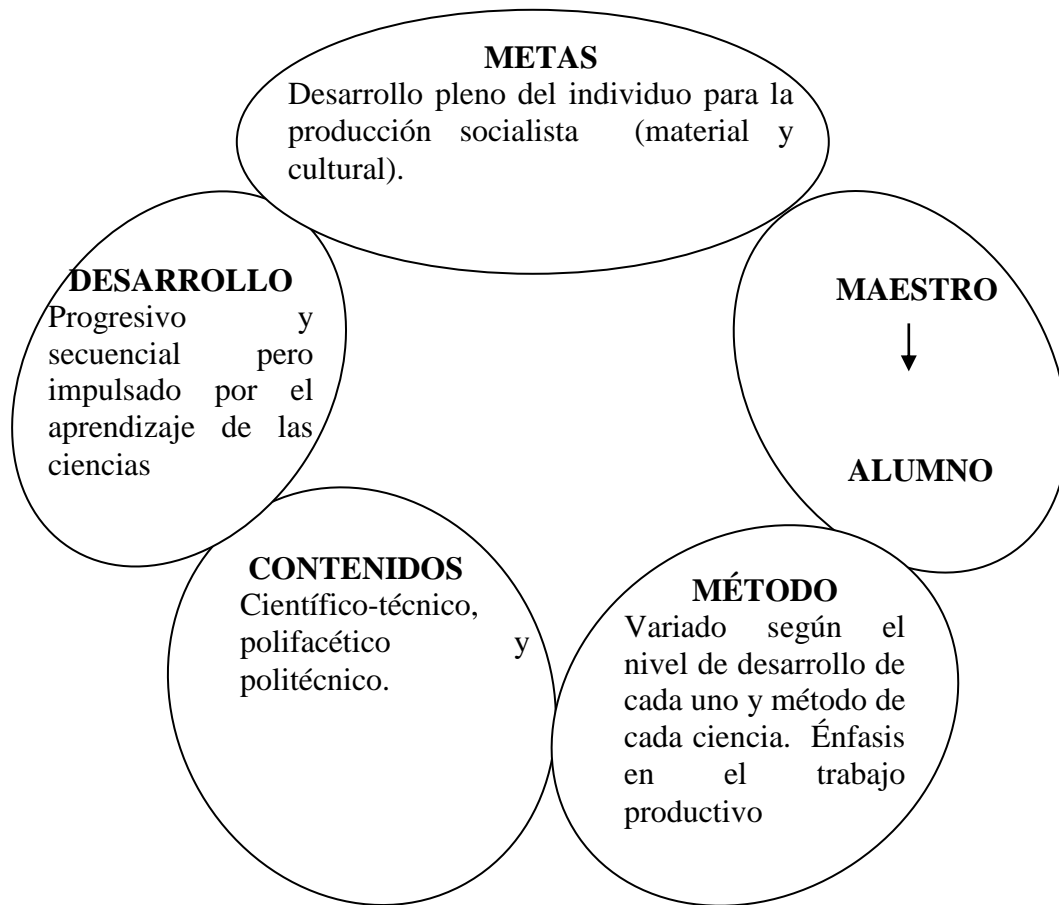 METAS
Desarrollo pleno del individuo para la
producción socialista (material y
cultural).
DESARROLLO
Progresivo y
secuencial pero
impulsado por el
aprendizaje de las
ciencias
MAESTRO
ALUMNO
CONTENIDOS
Científico-técnico,
polifacético y
politécnico.
MÉTODO
Variado según el
nivel de desarrollo de
cada uno y método de
cada ciencia. Énfasis
en el trabajo
productivo